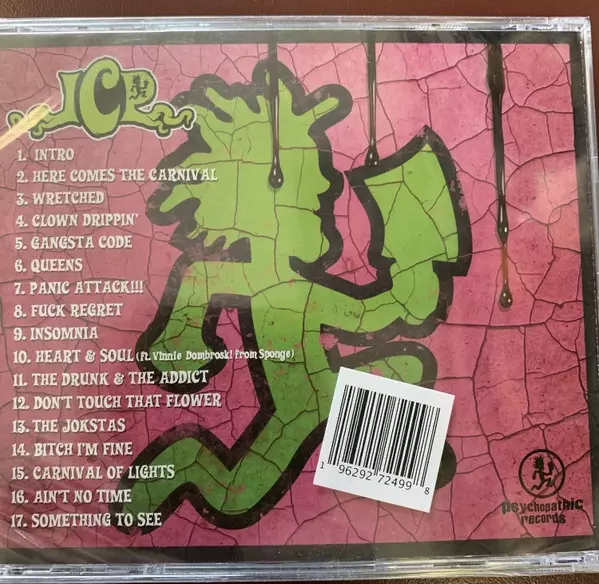 ICP
1. INTRO
2. HERE COMES THE CARNIVAL
3. WRETCHED
4. CLOWN DRIPPIN'
5. GANGSTA CODE
6. QUEENS
7. PANIC ATTACK!!!
8. FUCK REGRET
9. INSOMNIA
10. HEART & SOUL (ft. Vinnie Dombroski from Sponge)
11. THE DRUNK & THE ADDICT
12. DON'T TOUCH THAT FLOWER
13. THE JOKSTAS
14. BITCH I'M FINE
15. CARNIVAL OF LIGHTS
16. AIN'T NO TIME
17. SOMETHING TO SEE
1 96292 72499 8
psychopathic
records